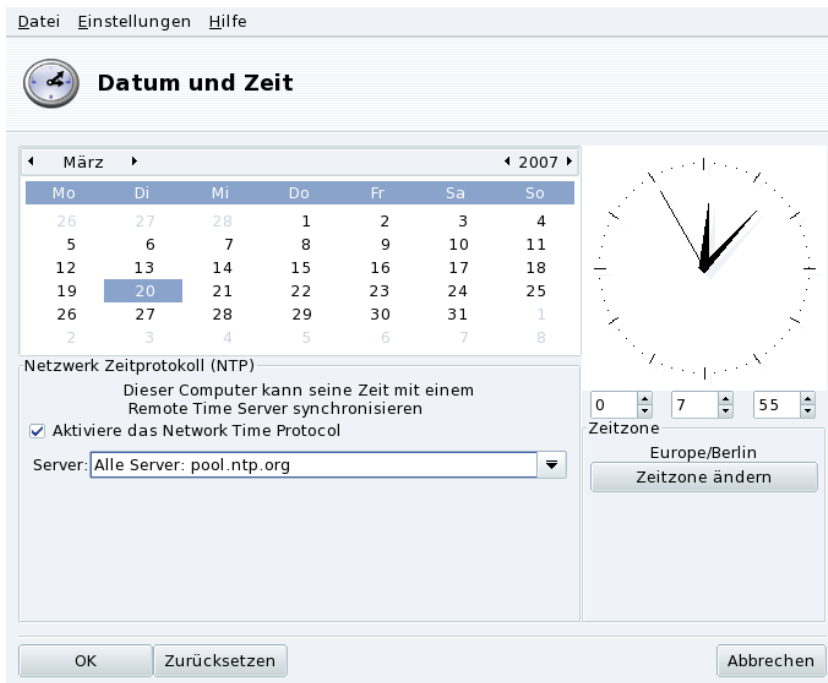 Datei Einstellungen Hilfe
Datum und Zeit
März 2007
Mo Di Mi Do Fr Sa So
26 27 28 1 2 3 4
5 6 7 8 9 10 11
12 13 14 15 16 17 18
19 20 21 22 23 24 25
26 27 28 29 30 31 1
2 3 4 5 6 7 8
0 7 55
Netzwerk Zeitprotokoll (NTP)
Dieser Computer kann seine Zeit mit einem
Remote Time Server synchronisieren
Aktiviere das Network Time Protocol
Server: Alle Server: pool.ntp.org
Zeitzone
Europe/Berlin
Zeitzone ändern
OK Zurücksetzen Abbrechen